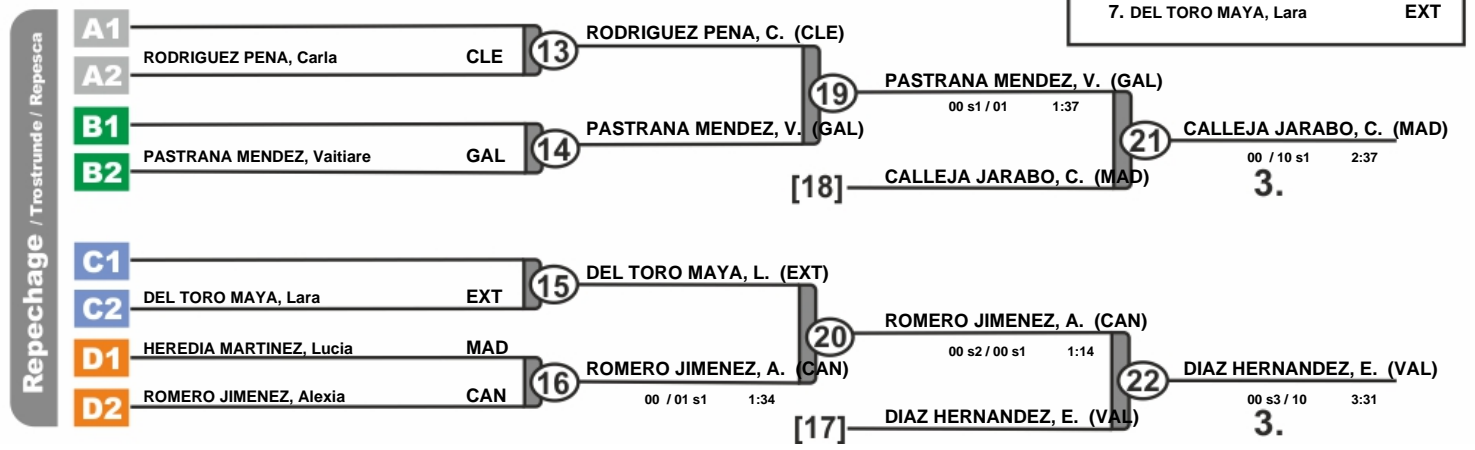 7. DEL TORO MAYA, Lara EXT
Repechage / Trostrunde / Repesca
A1
RODRIGUEZ PENA, Carla CLE
A2
13
RODRIGUEZ PENA, C. (CLE)
B1
PASTRANA MENDEZ, Vaitiare GAL
B2
14
PASTRANA MENDEZ, V. (GAL)
19
PASTRANA MENDEZ, V. (GAL)
00 s1 / 01 1:37
[18]
CALLEJA JARABO, C. (MAD)
21
CALLEJA JARABO, C. (MAD)
00 / 10 s1 2:37
3.
C1
DEL TORO MAYA, Lara EXT
C2
15
DEL TORO MAYA, L. (EXT)
D1
HEREDIA MARTINEZ, Lucia MAD
ROMERO JIMENEZ, Alexia CAN
D2
16
ROMERO JIMENEZ, A. (CAN)
00 / 01 s1 1:34
20
ROMERO JIMENEZ, A. (CAN)
00 s2 / 00 s1 1:14
[17]
DIAZ HERNANDEZ, E. (VAL)
22
DIAZ HERNANDEZ, E. (VAL)
00 s3 / 10 3:31
3.